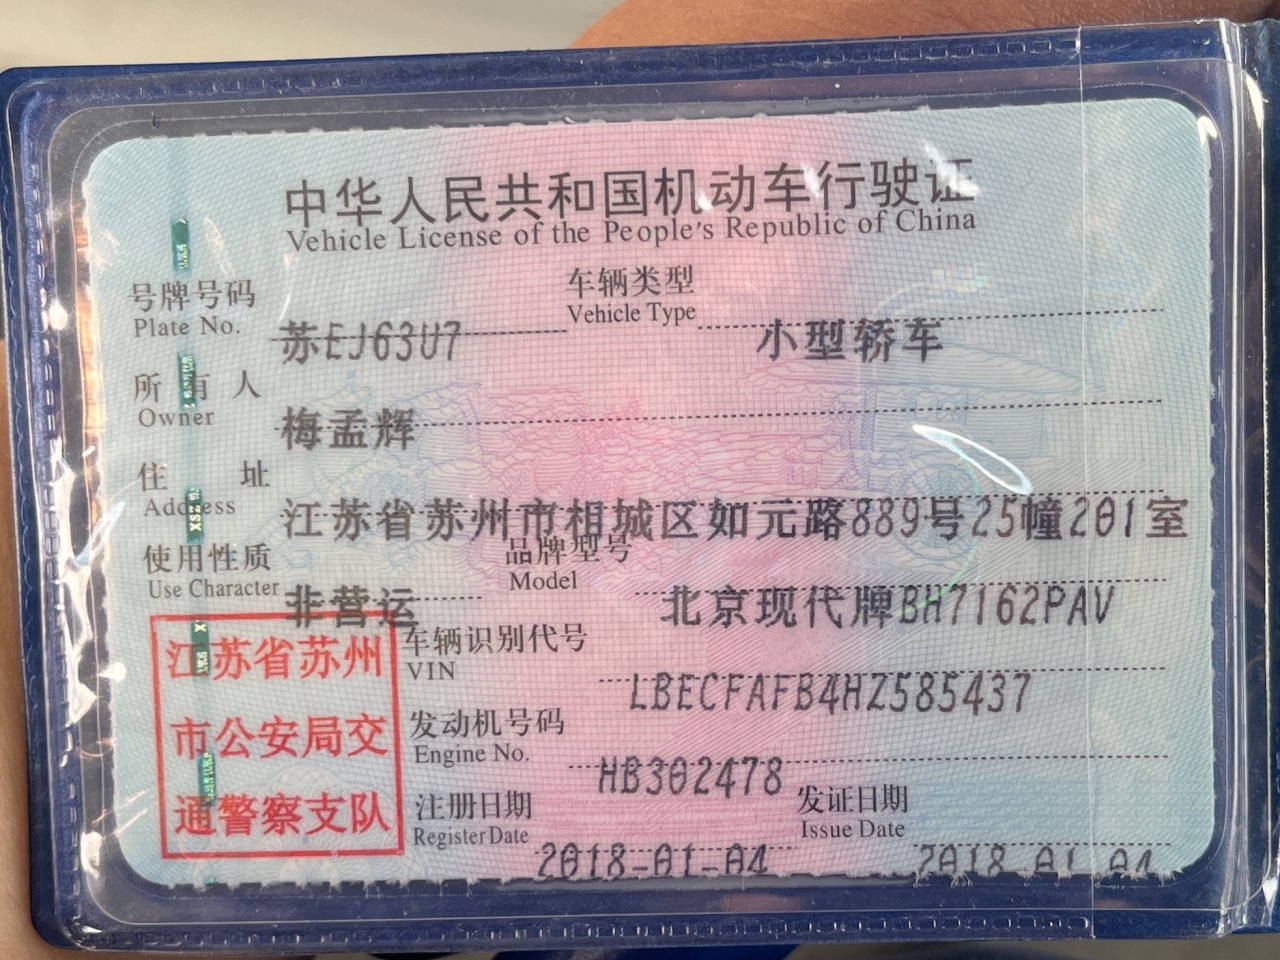 中华人民共和国机动车行驶证
Vehicle License of the People's Republic of China
号牌号码 苏EJ63U7 车辆类型 小型轿车
Plate No. Vehicle Type
所有人 梅孟辉
Owner
住址 江苏省苏州市相城区如元路889号25幢201室
Address
使用性质 非营运 品牌型号 北京现代牌BH7162PAV
Use Character Model
车辆识别代号 LBECFAFB4HZ585437
VIN
发动机号码 HB302478
Engine No.
注册日期 2018-01-04 发证日期 2018-01-04
Register Date Issue Date
江苏省苏州
市公安局交
通警察支队
XSZ